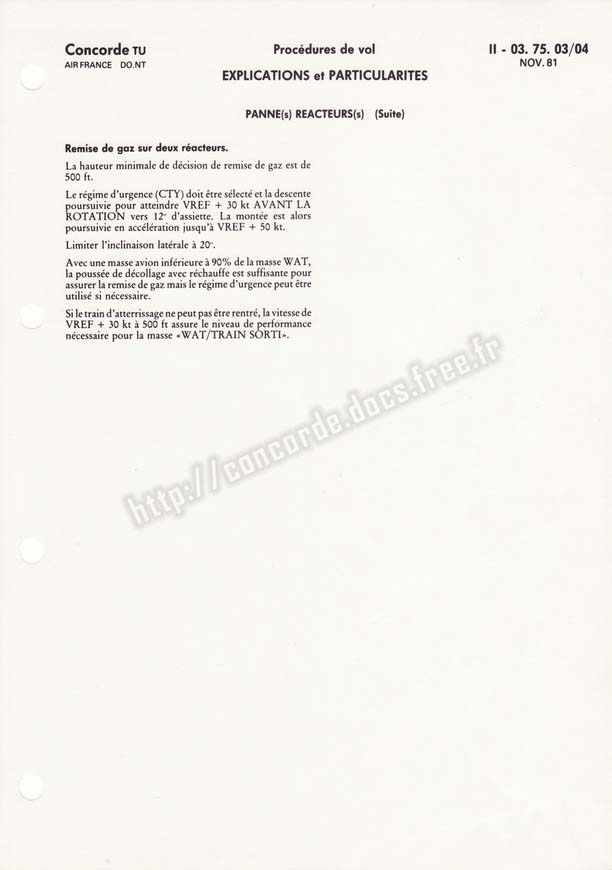 Concorde TU
AIR FRANCE DO.NT
Procédures de vol
EXPLICATIONS et PARTICULARITES
II - 03. 75. 03/04
NOV. 81
PANNE(s) REACTEURS(s) (Suite)
Remise de gaz sur deux réacteurs.
La hauteur minimale de décision de remise de gaz est de
500 ft.
Le régime d'urgence (CTY) doit être sélecté et la descente
poursuivie pour atteindre VREF + 30 kt AVANT LA
ROTATION vers 12° d'assiette. La montée est alors
poursuivie en accélération jusqu'à VREF + 50 kt.
Limiter l'inclinaison latérale à 20°.
Avec une masse avion inférieure à 90% de la masse WAT,
la poussée de décollage avec réchauffe est suffisante pour
assurer la remise de gaz mais le régime d'urgence peut être
utilisé si nécessaire.
Si le train d'atterrissage ne peut pas être rentré, la vitesse de
VREF + 30 kt à 500 ft assure le niveau de performance
nécessaire pour la masse «WAT/TRAIN SORTI».
http://concorde.docs.free.fr